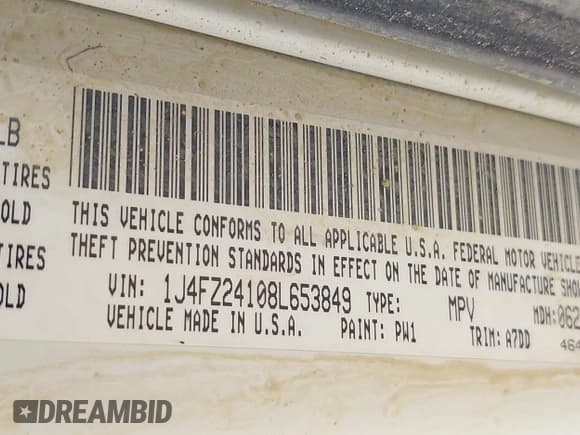 LB
TIRES
OLD
TIRES
OLD
THIS VEHICLE CONFORMS TO ALL APPLICABLE U.S.A. FEDERAL MOTOR VEHICLE
THEFT PREVENTION STANDARDS IN EFFECT ON THE DATE OF MANUFACTURE SHO
VIN: 1J4FZ24108L653849 TYPE: MPV MDH:062
VEHICLE MADE IN U.S.A. PAINT: PW1 TRIM: A7DD
464
DREAMBID